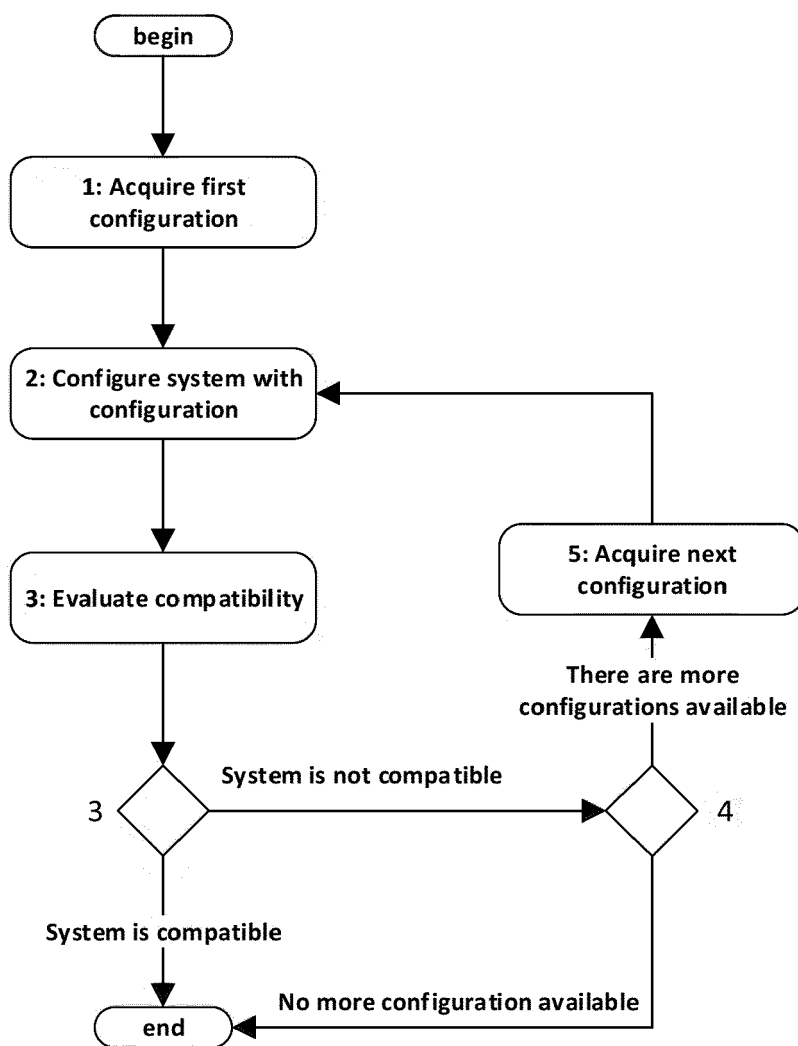 begin
1: Acquire first
configuration
2: Configure system with
configuration
3: Evaluate compatibility
5: Acquire next
configuration
There are more
configurations available
System is not compatible
3
4
System is compatible
No more configuration available
end